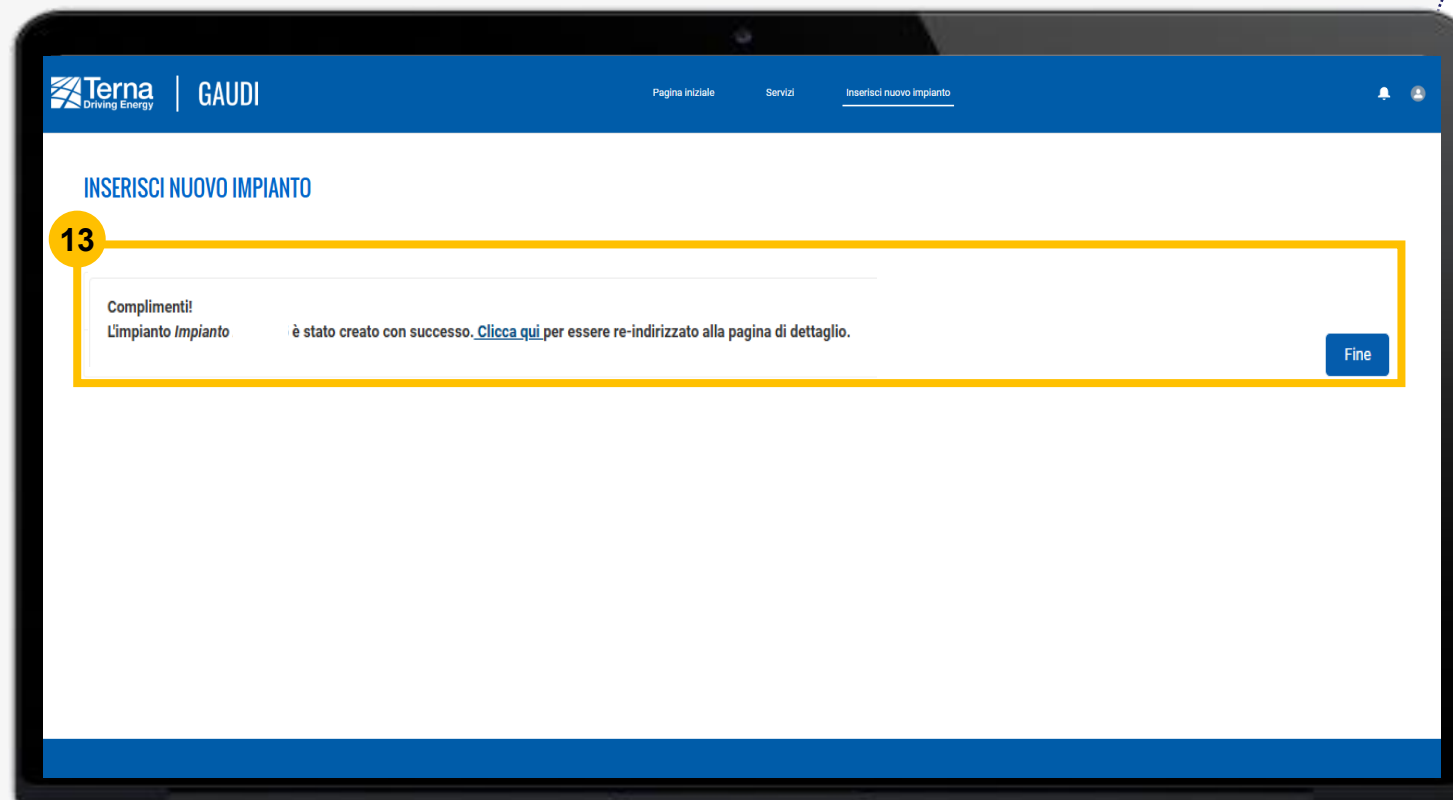 Terna
Driving Energy
GAUDI
Pagina iniziale
Servizi
Inserisci nuovo impianto
INSERISCI NUOVO IMPIANTO
13
Complimenti!
L'impianto Impianto è stato creato con successo. Clicca qui per essere re-indirizzato alla pagina di dettaglio.
Fine